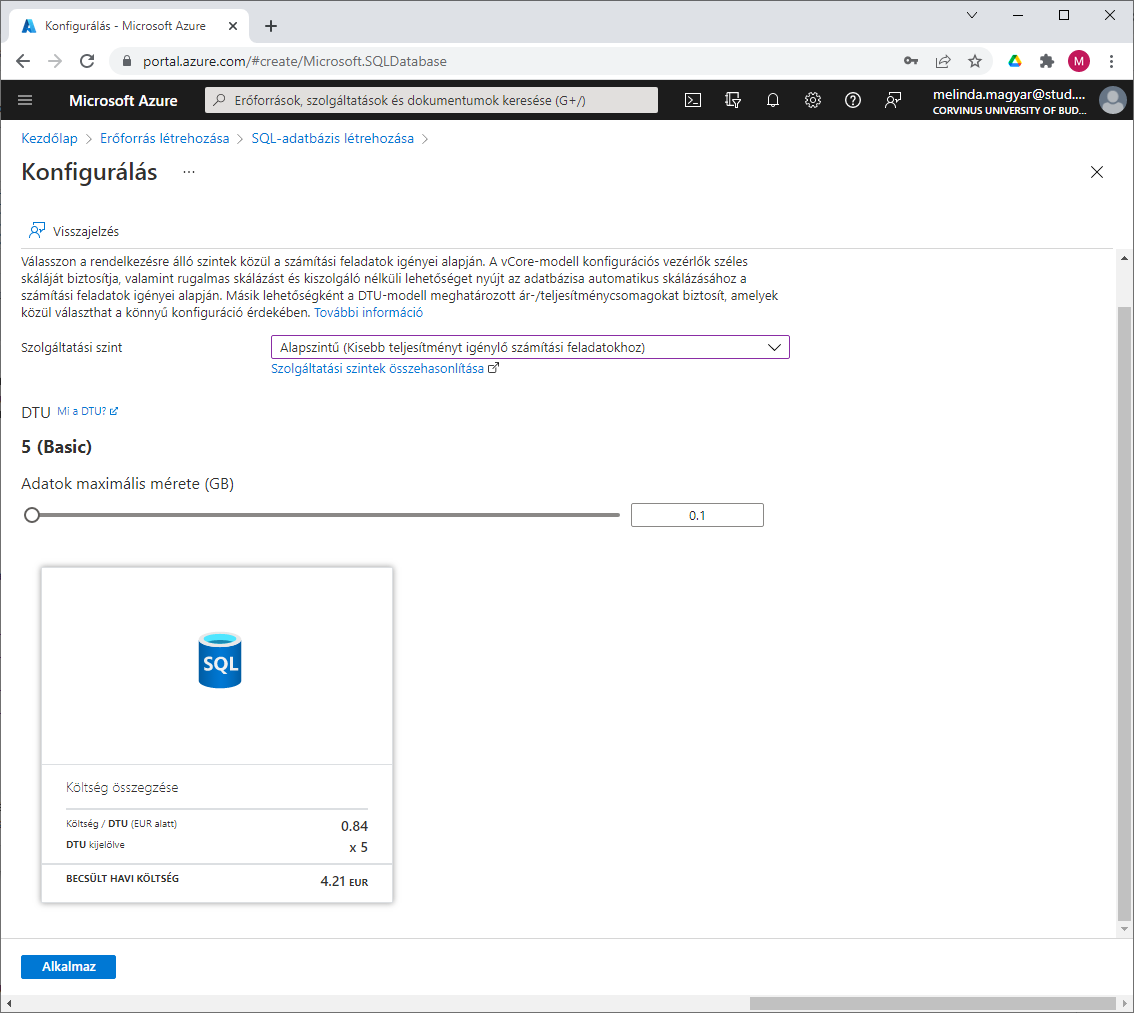 Konfigurálás - Microsoft Azure
portal.azure.com/#create/Microsoft.SQLDatabase
M
Microsoft Azure
Erőforrások, szolgáltatások és dokumentumok keresése (G+/)
melinda.magyar@stud....
CORVINUS UNIVERSITY OF BUD...
Kezdőlap > Erőforrás létrehozása > SQL-adatbázis létrehozása >
Konfigurálás ...
Visszajelzés
Válasszon a rendelkezésre álló szintek közül a számítási feladatok igényei alapján. A vCore-modell konfigurációs vezérlők széles
skáláját biztosítja, valamint rugalmas skálázást és kiszolgáló nélküli lehetőséget nyújt az adatbázisa automatikus skálázásához a
számítási feladatok igényei alapján. Másik lehetőségként a DTU-modell meghatározott ár-/teljesítménycsomagokat biztosít, amelyek
közül választhat a könnyű konfiguráció érdekében. További információ
Szolgáltatási szint
Alapszintű (Kisebb teljesítményt igénylő számítási feladatokhoz)
Szolgáltatási szintek összehasonlítása
DTU Mi a DTU?
5 (Basic)
Adatok maximális mérete (GB)
0.1
SQL
Költség összegzése
Költség / DTU (EUR alatt) 0.84
DTU kijelölve x 5
BECSÜLT HAVI KÖLTSÉG 4.21 EUR
Alkalmaz